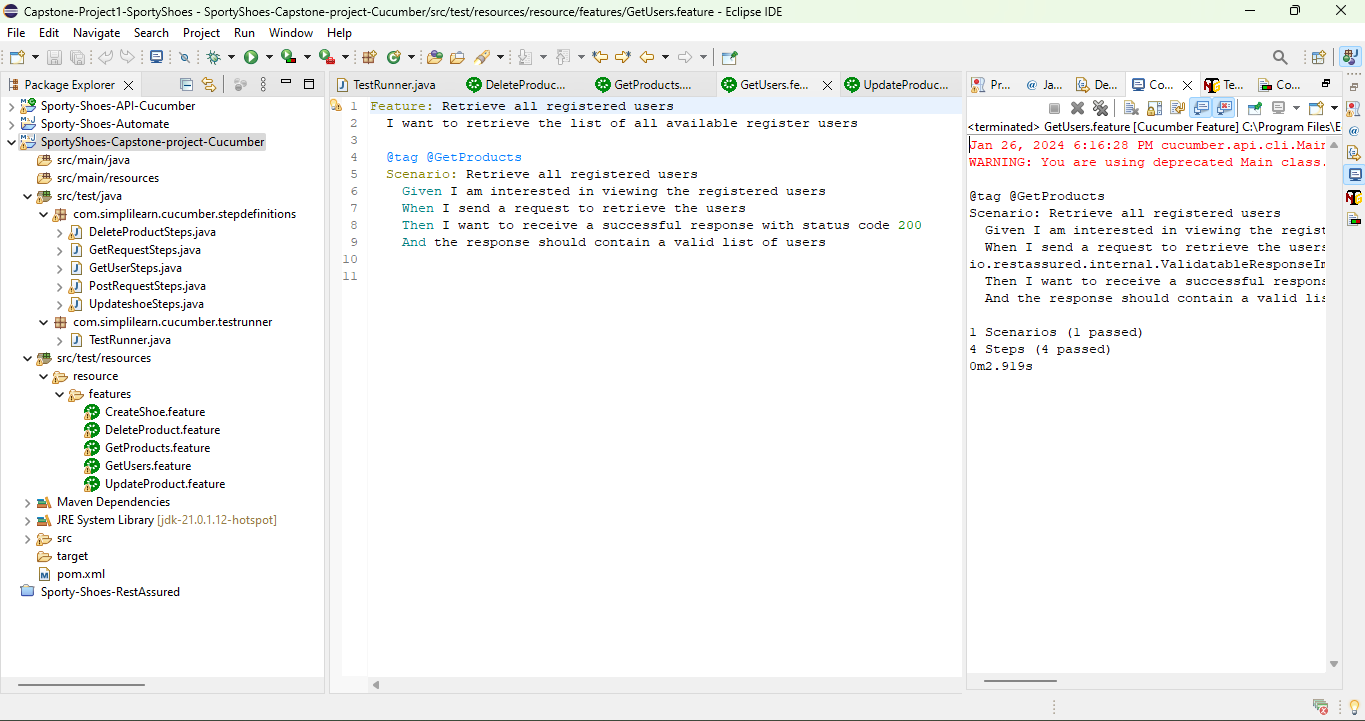 Capstone-Project1-SportyShoes - SportyShoes-Capstone-project-Cucumber/src/test/resources/resource/features/GetUsers.feature - Eclipse IDE
File Edit Navigate Search Project Run Window Help
Package Explorer
Sporty-Shoes-API-Cucumber
Sporty-Shoes-Automate
SportyShoes-Capstone-project-Cucumber
src/main/java
src/main/resources
src/test/java
com.simplilearn.cucumber.stepdefinitions
DeleteProductSteps.java
GetRequestSteps.java
GetUserSteps.java
PostRequestSteps.java
UpdateshoeSteps.java
com.simplilearn.cucumber.testrunner
TestRunner.java
src/test/resources
resource
features
CreateShoe.feature
DeleteProduct.feature
GetProducts.feature
GetUsers.feature
UpdateProduct.feature
Maven Dependencies
JRE System Library [jdk-21.0.1.12-hotspot]
src
target
pom.xml
Sporty-Shoes-RestAssured
TestRunner.java DeleteProduc... GetProducts.... GetUsers.fe... UpdateProduc...
1 Feature: Retrieve all registered users
2 I want to retrieve the list of all available register users
3
4 @tag @GetProducts
5 Scenario: Retrieve all registered users
6 Given I am interested in viewing the registered users
7 When I send a request to retrieve the users
8 Then I want to receive a successful response with status code 200
9 And the response should contain a valid list of users
10
11
Pr... @ Ja... De... Co... Te... Co...
<terminated> GetUsers.feature [Cucumber Feature] C:\Program Files\E
Jan 26, 2024 6:16:28 PM cucumber.api.cli.Main
WARNING: You are using deprecated Main class.
@tag @GetProducts
Scenario: Retrieve all registered users
Given I am interested in viewing the regist
When I send a request to retrieve the users
io.restassured.internal.ValidatableResponseIm
Then I want to receive a successful respons
And the response should contain a valid lis
1 Scenarios (1 passed)
4 Steps (4 passed)
0m2.919s